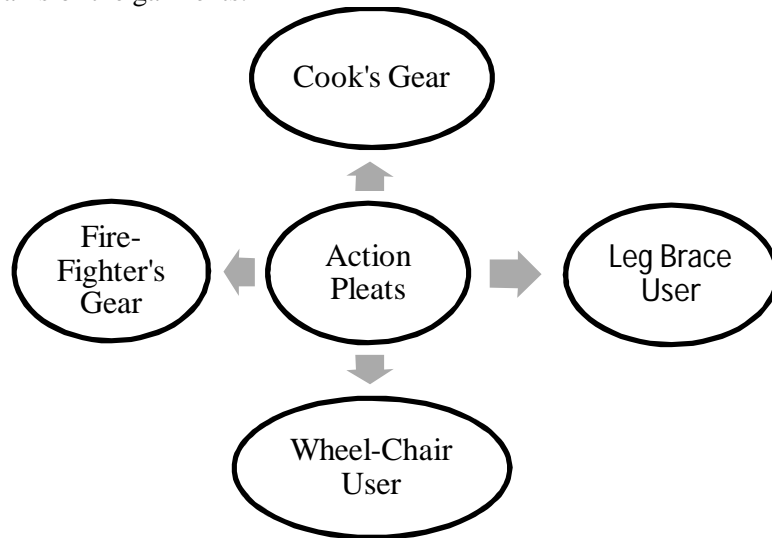 Cook's Gear
Fire-
Fighter's
Gear
Action
Pleats
Leg Brace
User
Wheel-Chair
User